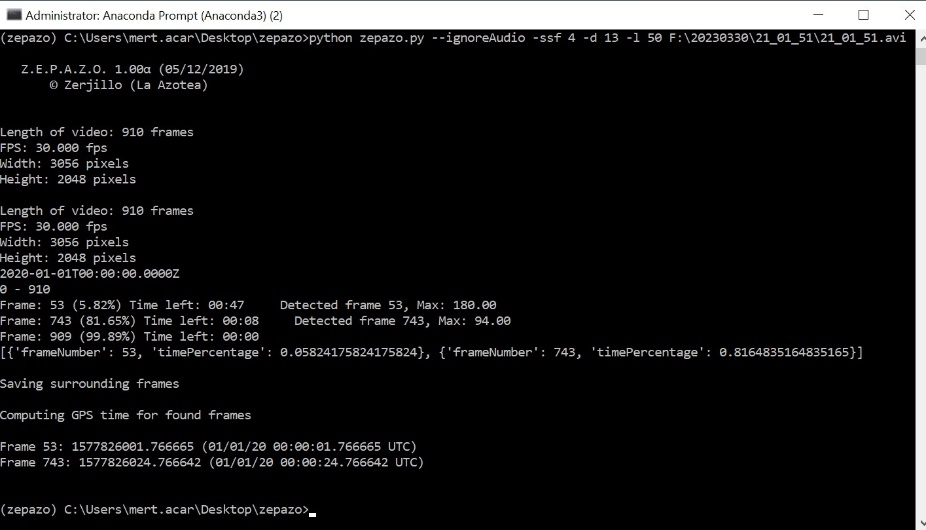 Administrator: Anaconda Prompt (Anaconda3) (2)
(zepazo) C:\Users\mert.acar\Desktop\zepazo>python zepazo.py --ignoreAudio -ssf 4 -d 13 -l 50 F:\20230330\21_01_51\21_01_51.avi
Z.E.P.A.Z.O. 1.00α (05/12/2019)
© Zerjillo (La Azotea)
Length of video: 910 frames
FPS: 30.000 fps
Width: 3056 pixels
Height: 2048 pixels
Length of video: 910 frames
FPS: 30.000 fps
Width: 3056 pixels
Height: 2048 pixels
2020-01-01T00:00:00.0000Z
0 - 910
Frame: 53 (5.82%) Time left: 00:47     Detected frame 53, Max: 180.00
Frame: 743 (81.65%) Time left: 00:08     Detected frame 743, Max: 94.00
Frame: 909 (99.89%) Time left: 00:00
[{'frameNumber': 53, 'timePercentage': 0.05824175824175824}, {'frameNumber': 743, 'timePercentage': 0.8164835164835165}]
Saving surrounding frames
Computing GPS time for found frames
Frame 53: 1577826001.766665 (01/01/20 00:00:01.766665 UTC)
Frame 743: 1577826024.766642 (01/01/20 00:00:24.766642 UTC)
(zepazo) C:\Users\mert.acar\Desktop\zepazo>